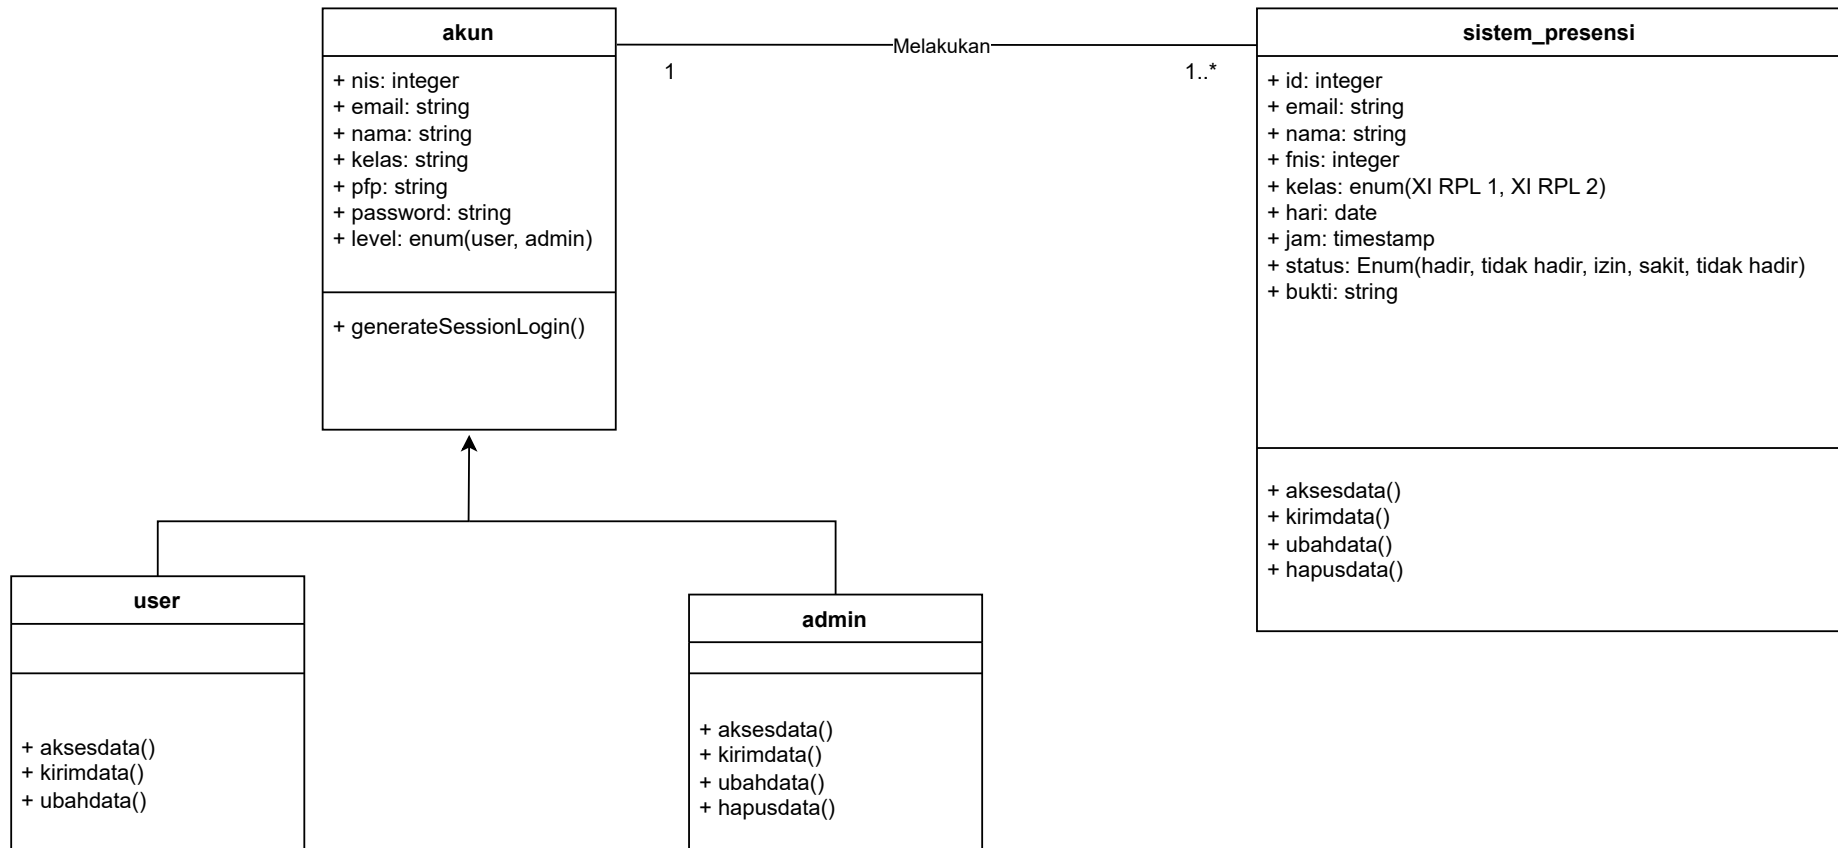 akun
+ nis: integer
+ email: string
+ nama: string
+ kelas: string
+ pfp: string
+ password: string
+ level: enum(user, admin)
+ generateSessionLogin()
Melakukan
1
1..*
sistem_presensi
+ id: integer
+ email: string
+ nama: string
+ fnis: integer
+ kelas: enum(XI RPL 1, XI RPL 2)
+ hari: date
+ jam: timestamp
+ status: Enum(hadir, tidak hadir, izin, sakit, tidak hadir)
+ bukti: string
+ aksesdata()
+ kirimdata()
+ ubahdata()
+ hapusdata()
user
+ aksesdata()
+ kirimdata()
+ ubahdata()
admin
+ aksesdata()
+ kirimdata()
+ ubahdata()
+ hapusdata()